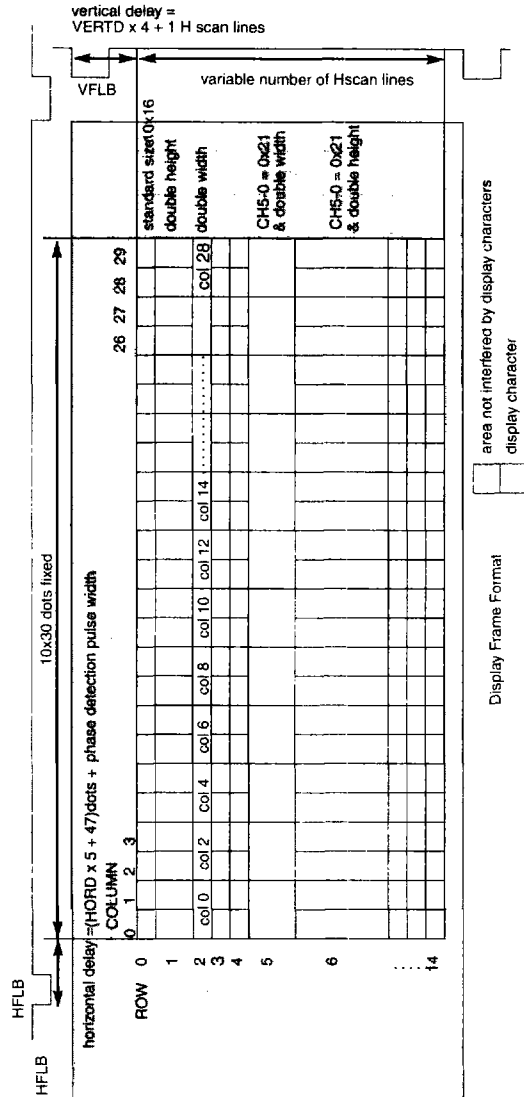 vertical delay =
VERTD x 4 + 1 H scan lines
VFLB
variable number of Hscan lines
HFLB
HFLB
10x30 dots fixed
horizontal delay =(HORD x 5 + 47)dots + phase detection pulse width
COLUMN
0 1 2 3 26 27 28 29
ROW
0 standard size 0x16
1 double height
2 col 0 col 2 col 4 col 6 col 8 col 10 col 12 col 14 ........ col 28 double width
3
4
5 CH5-0 = 0x21
& double width
6 CH5-0 = 0x21
& double height
14
area not interfered by display characters
display character
Display Frame Format